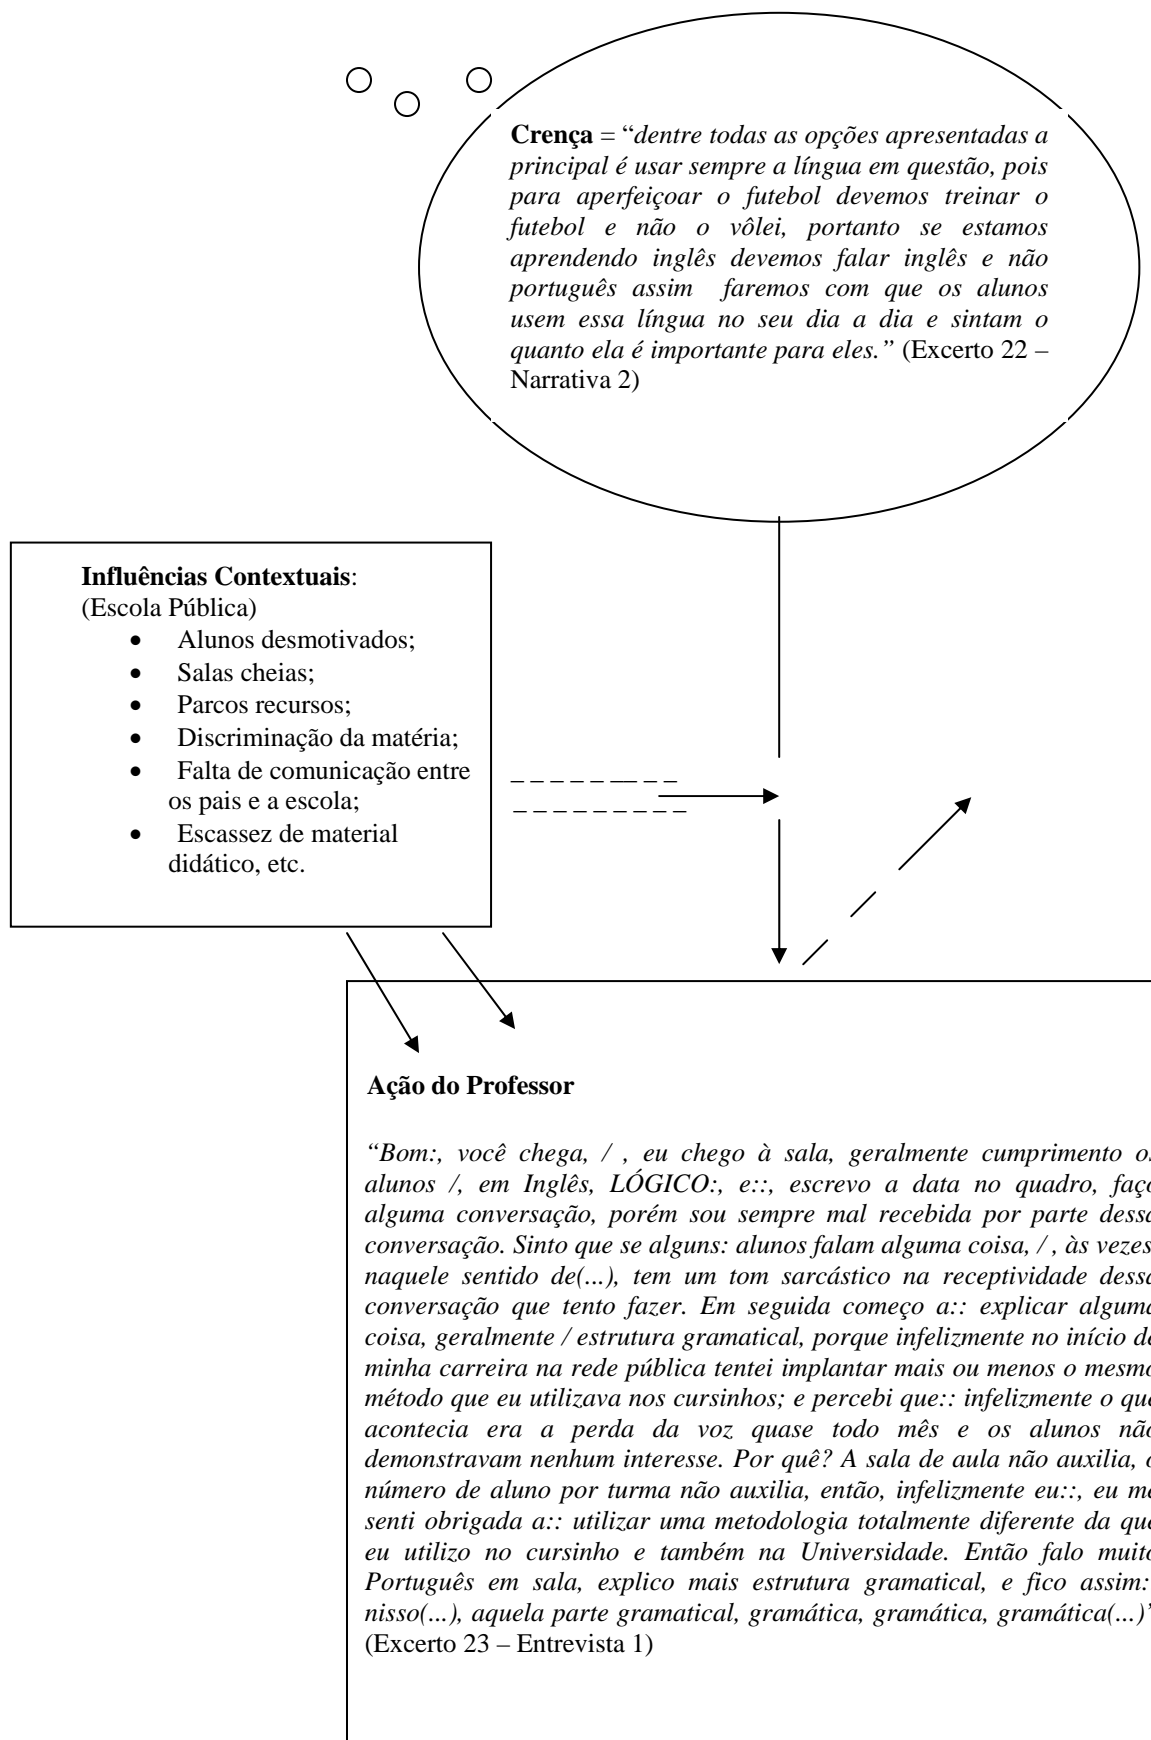 Crença = “dentre todas as opções apresentadas a
principal é usar sempre a língua em questão, pois
para aperfeiçoar o futebol devemos treinar o
futebol e não o vôlei, portanto se estamos
aprendendo inglês devemos falar inglês e não
português assim faremos com que os alunos
usem essa língua no seu dia a dia e sintam o
quanto ela é importante para eles.” (Excerto 22 –
Narrativa 2)
Influências Contextuais:
(Escola Pública)
• Alunos desmotivados;
• Salas cheias;
• Parcos recursos;
• Discriminação da matéria;
• Falta de comunicação entre
os pais e a escola;
• Escassez de material
didático, etc.
Ação do Professor
“Bom:, você chega, / , eu chego à sala, geralmente cumprimento os
alunos /, em Inglês, LÓGICO:, e::, escrevo a data no quadro, faço
alguma conversação, porém sou sempre mal recebida por parte dessa
conversação. Sinto que se alguns: alunos falam alguma coisa, / , às vezes
naquele sentido de(...), tem um tom sarcástico na receptividade dessa
conversação que tento fazer. Em seguida começo a:: explicar alguma
coisa, geralmente / estrutura gramatical, porque infelizmente no início de
minha carreira na rede pública tentei implantar mais ou menos o mesmo
método que eu utilizava nos cursinhos; e percebi que:: infelizmente o que
acontecia era a perda da voz quase todo mês e os alunos não
demonstravam nenhum interesse. Por quê? A sala de aula não auxilia, o
número de aluno por turma não auxilia, então, infelizmente eu::, eu me
senti obrigada a:: utilizar uma metodologia totalmente diferente da que
eu utilizo no cursinho e também na Universidade. Então falo muito
Português em sala, explico mais estrutura gramatical, e fico assim:
nisso(...), aquela parte gramatical, gramática, gramática, gramática(...)”
(Excerto 23 – Entrevista 1)